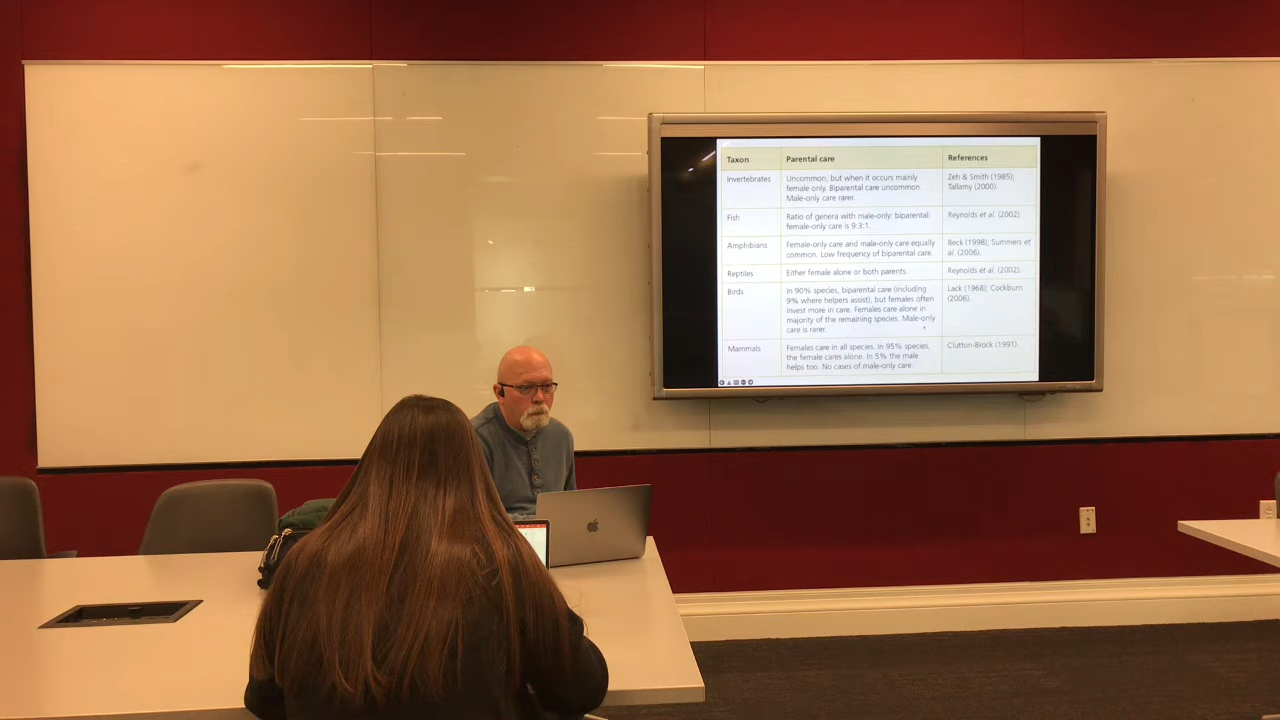 Taxon Parental care References
Invertebrates Uncommon, but when it occurs mainly Zeh & Smith (1985);
female only. Biparental care uncommon. Tallamy (2000).
Male-only care rarer.
Fish Ratio of genera with male-only: biparental: Reynolds et al. (2002).
female-only care is 9:3:1.
Amphibians Female-only care and male-only care equally Beck (1998); Summers et
common. Low frequency of biparental care. al. (2006).
Reptiles Either female alone or both parents. Reynolds et al. (2002).
Birds In 90% species, biparental care (including Lack (1968); Cockburn
9% where helpers assist), but females often (2006).
invest more in care. Females care alone in
majority of the remaining species. Male-only
care is rarer.
Mammals Females care in all species. In 95% species, Clutton-Brock (1991).
the female cares alone. In 5% the male
helps too. No cases of male-only care.